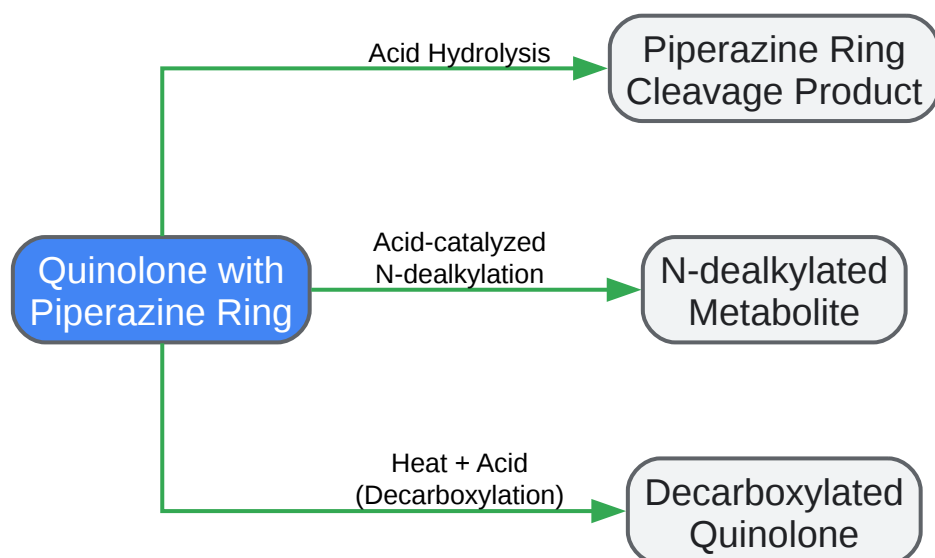 Acid Hydrolysis
Piperazine Ring
Cleavage Product
Quinolone with
Piperazine Ring
Acid-catalyzed
N-dealkylation
N-dealkylated
Metabolite
Heat + Acid
(Decarboxylation)
Decarboxylated
Quinolone